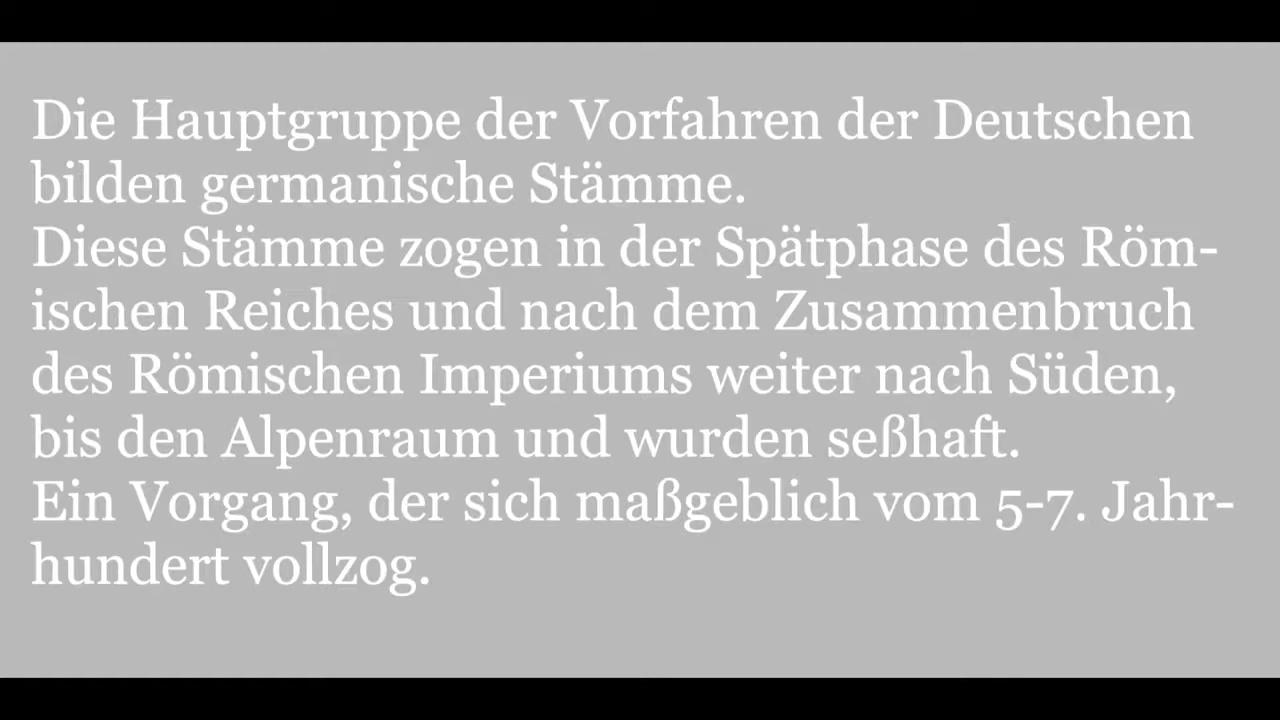 Die Hauptgruppe der Vorfahren der Deutschen
bilden germanische Stämme.
Diese Stämme zogen in der Spätphase des Röm-
ischen Reiches und nach dem Zusammenbruch
des Römischen Imperiums weiter nach Süden,
bis den Alpenraum und wurden seßhaft.
Ein Vorgang, der sich maßgeblich vom 5-7. Jahr-
hundert vollzog.